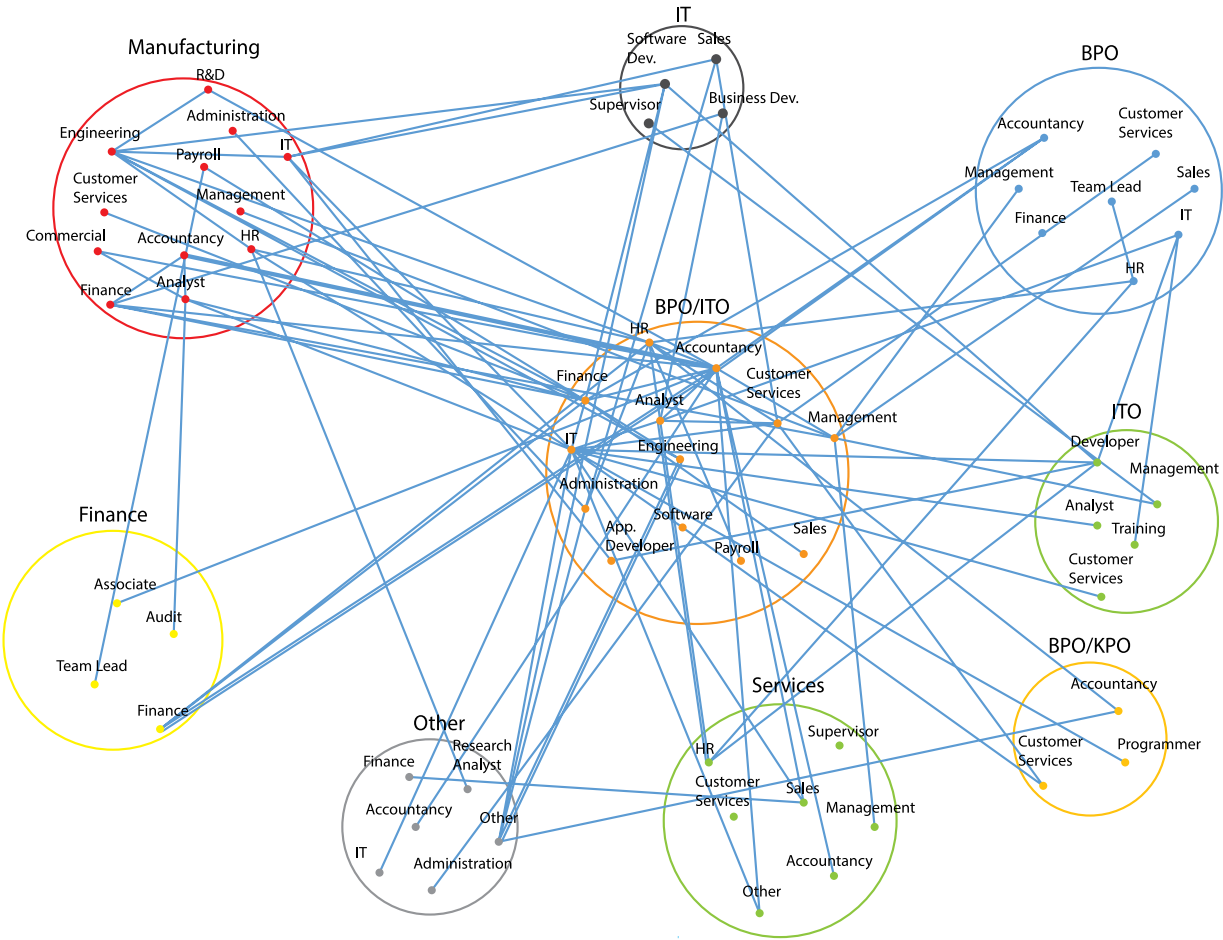 IT
Software
Dev.
Sales
Supervisor
Business Dev.
Manufacturing
R&D
Administration
Engineering
IT
Payroll
Customer
Services
Management
Commercial
Accountancy
HR
Analyst
Finance
BPO
Accountancy
Customer
Services
Management
Team Lead
Sales
Finance
IT
HR
BPO/ITO
HR
Accountancy
Finance
Customer
Services
Analyst
Management
IT
Engineering
Administration
Software
App.
Developer
Payroll
Sales
ITO
Developer
Management
Analyst
Training
Customer
Services
Finance
Associate
Audit
Team Lead
Finance
BPO/KPO
Accountancy
Customer
Services
Programmer
Other
Finance
Research
Analyst
Accountancy
Other
IT
Administration
Services
Supervisor
HR
Customer
Services
Sales
Management
Accountancy
Other